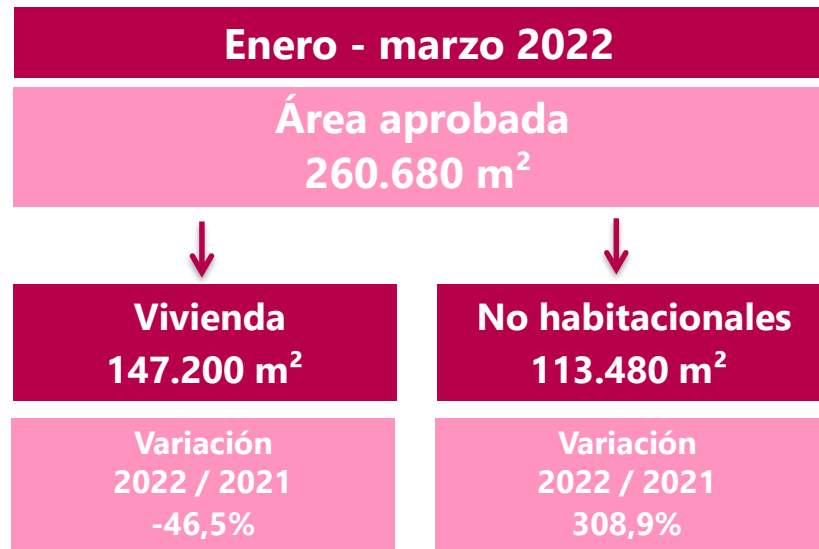 Enero - marzo 2022
Área aprobada
260.680 m²
Vivienda
147.200 m²
No habitacionales
113.480 m²
Variación
2022 / 2021
-46,5%
Variación
2022 / 2021
308,9%